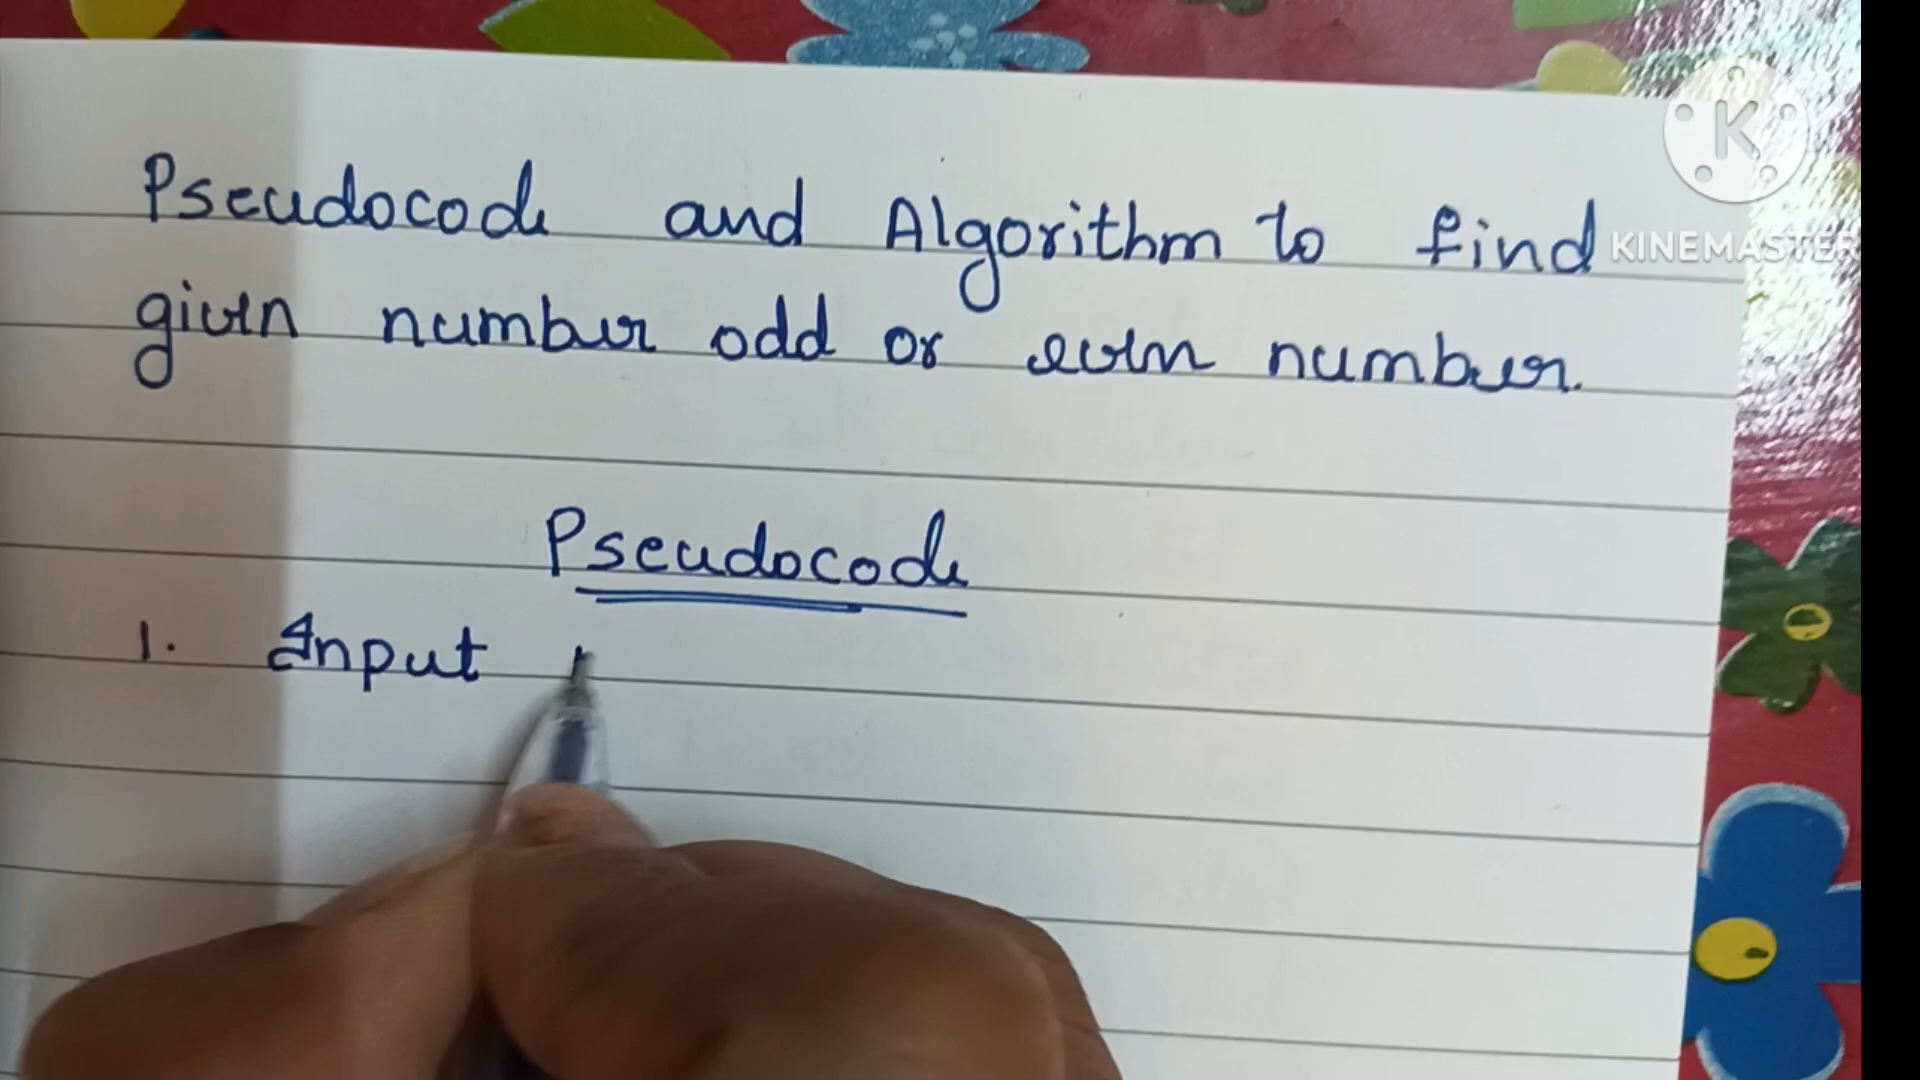 Pseudocode and Algorithm to find
given number odd or even number.
Pseudocode
1. Input
K
KINEMASTER